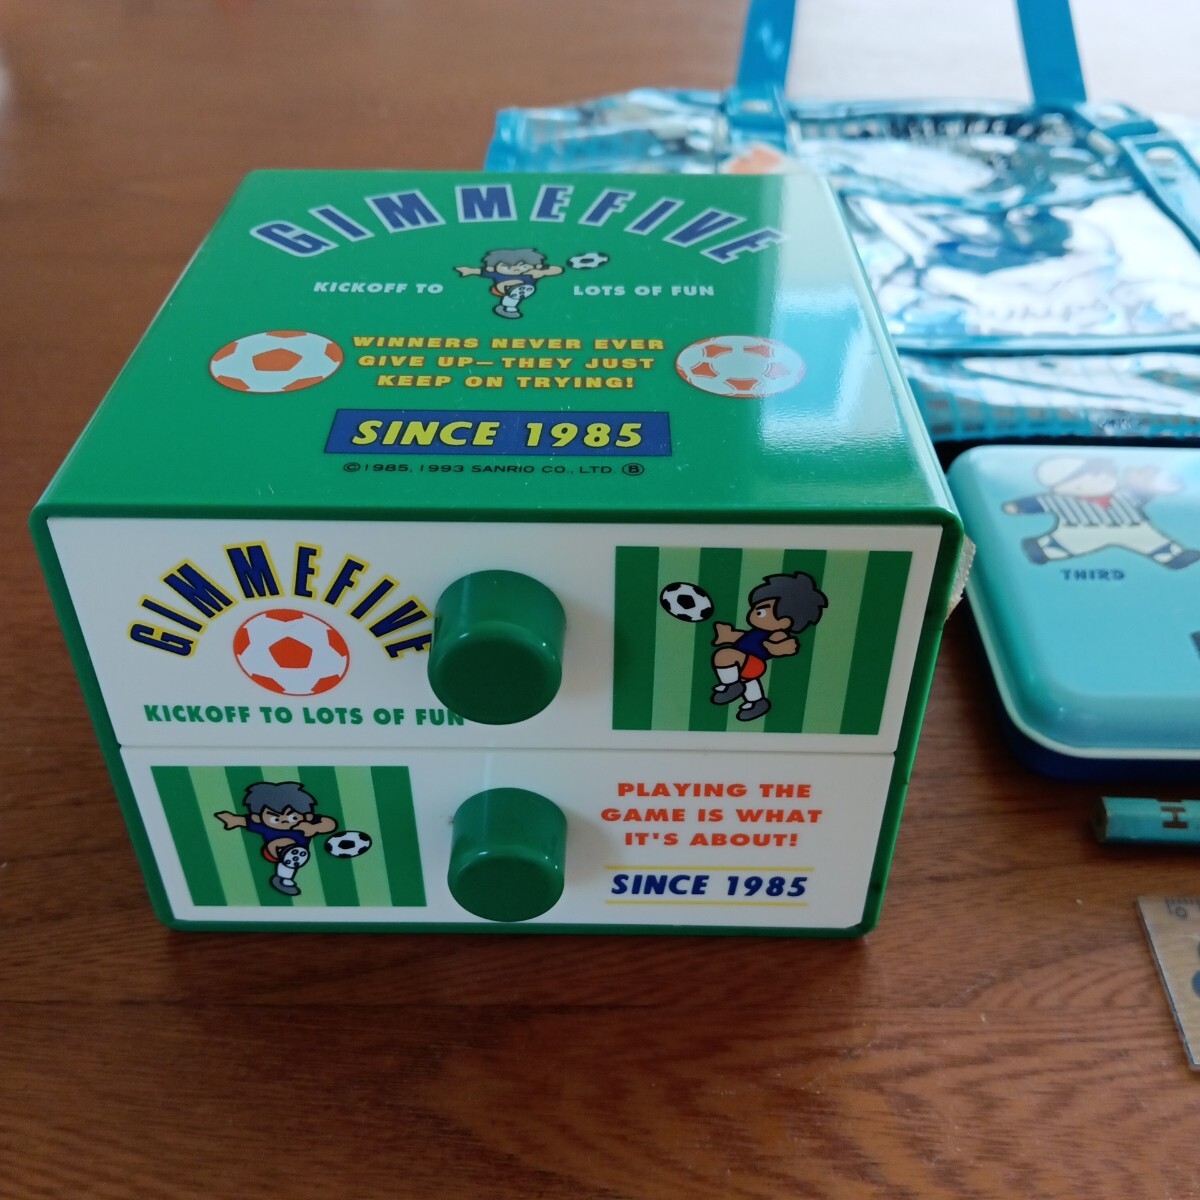 GIMMEFIVE
KICKOFF TO LOTS OF FUN
WINNERS NEVER EVER
GIVE UP—THEY JUST
KEEP ON TRYING!
SINCE 1985
©1985, 1993 SANRIO CO., LTD. Ⓑ
GIMMEFIVE
KICKOFF TO LOTS OF FUN
PLAYING THE
GAME IS WHAT
IT'S ABOUT!
SINCE 1985
THIRD
H